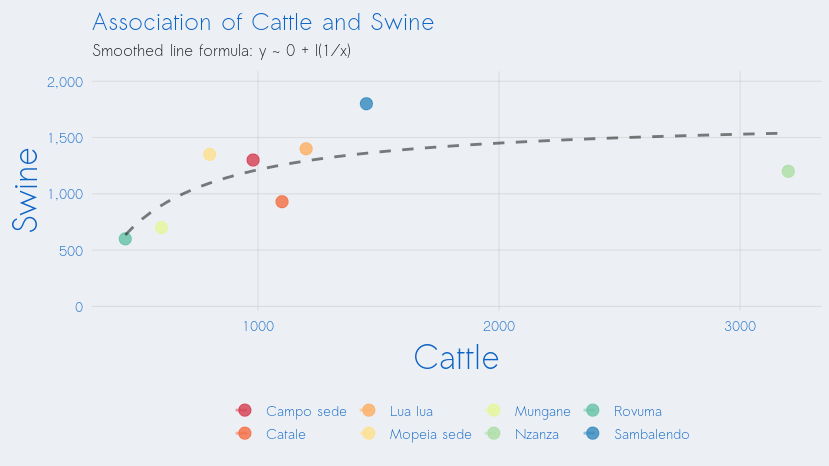 Association of Cattle and Swine
Smoothed line formula: y ~ 0 + I(1/x)
2,000
1,500
1,000
500
0
Swine
1000 2000 3000
Cattle
Campo sede Lua lua Mungane Rovuma
Catale Mopeia sede Nzanza Sambalendo